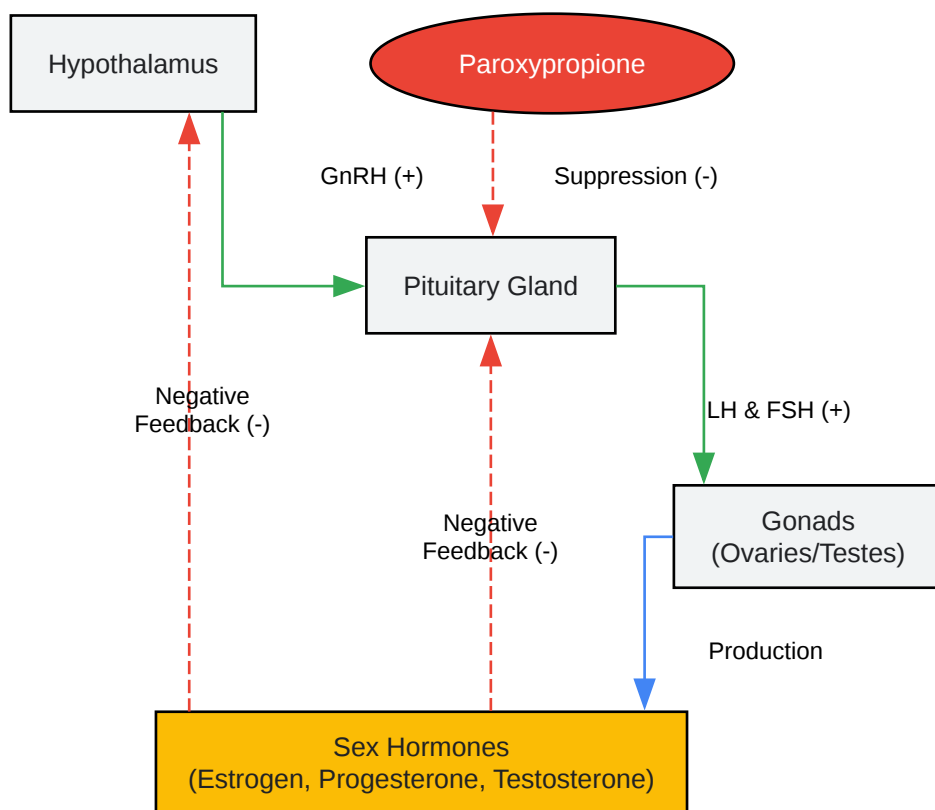 Hypothalamus
Paroxypropione
GnRH (+)
Suppression (-)
Pituitary Gland
Negative
Feedback (-)
LH & FSH (+)
Negative
Feedback (-)
Gonads
(Ovaries/Testes)
Production
Sex Hormones
(Estrogen, Progesterone, Testosterone)